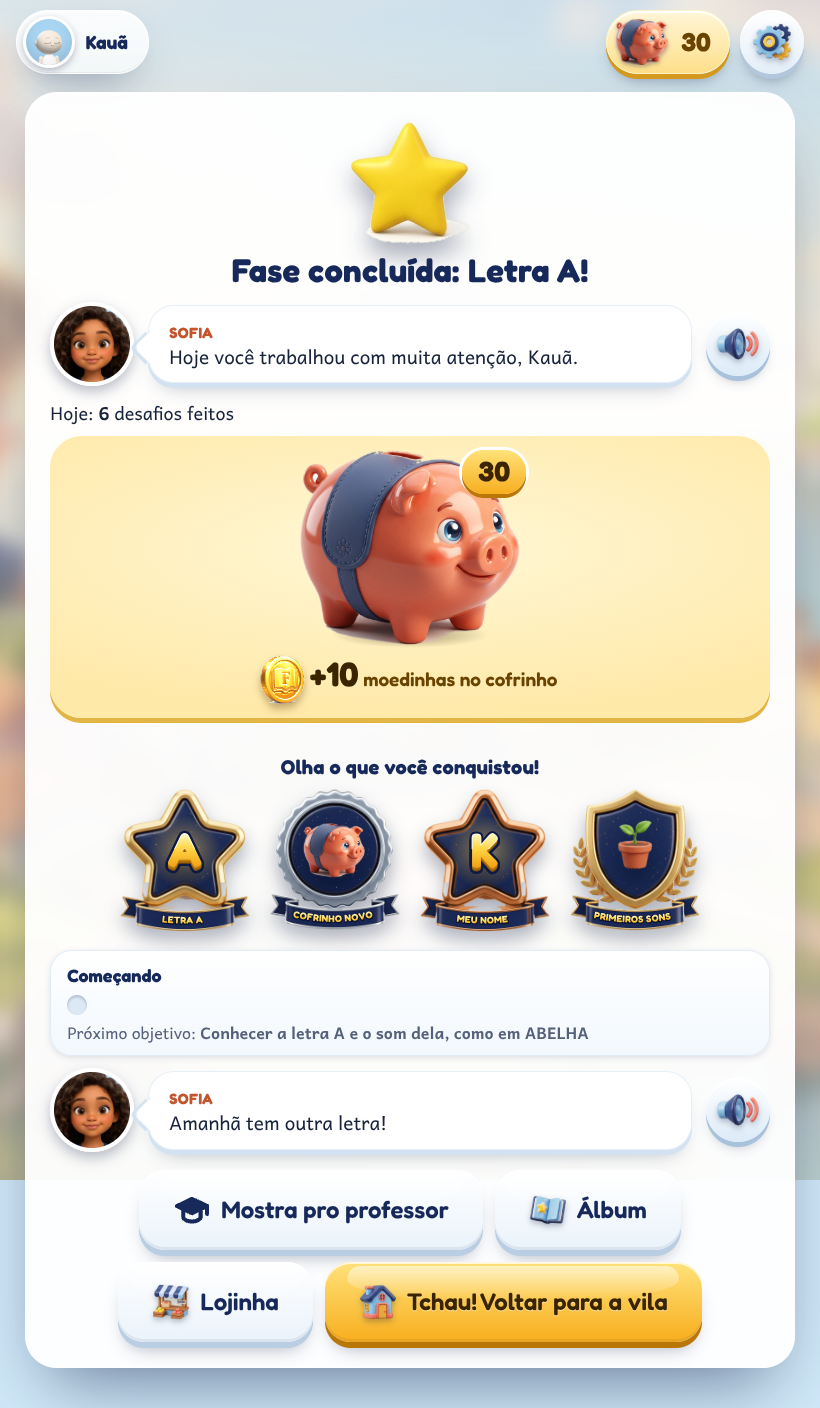 Kauã
30
Fase concluída: Letra A!
SOFIA
Hoje você trabalhou com muita atenção, Kauã.
Hoje: 6 desafios feitos
30
F
+10 moedinhas no cofrinho
Olha o que você conquistou!
A
K
LETRA A
COFRINHO NOVO
MEU NOME
PRIMEIROS SONS
Começando
Próximo objetivo: Conhecer a letra A e o som dela, como em ABELHA
SOFIA
Amanhã tem outra letra!
Mostra pro professor
Álbum
Lojinha
Tchau! Voltar para a vila